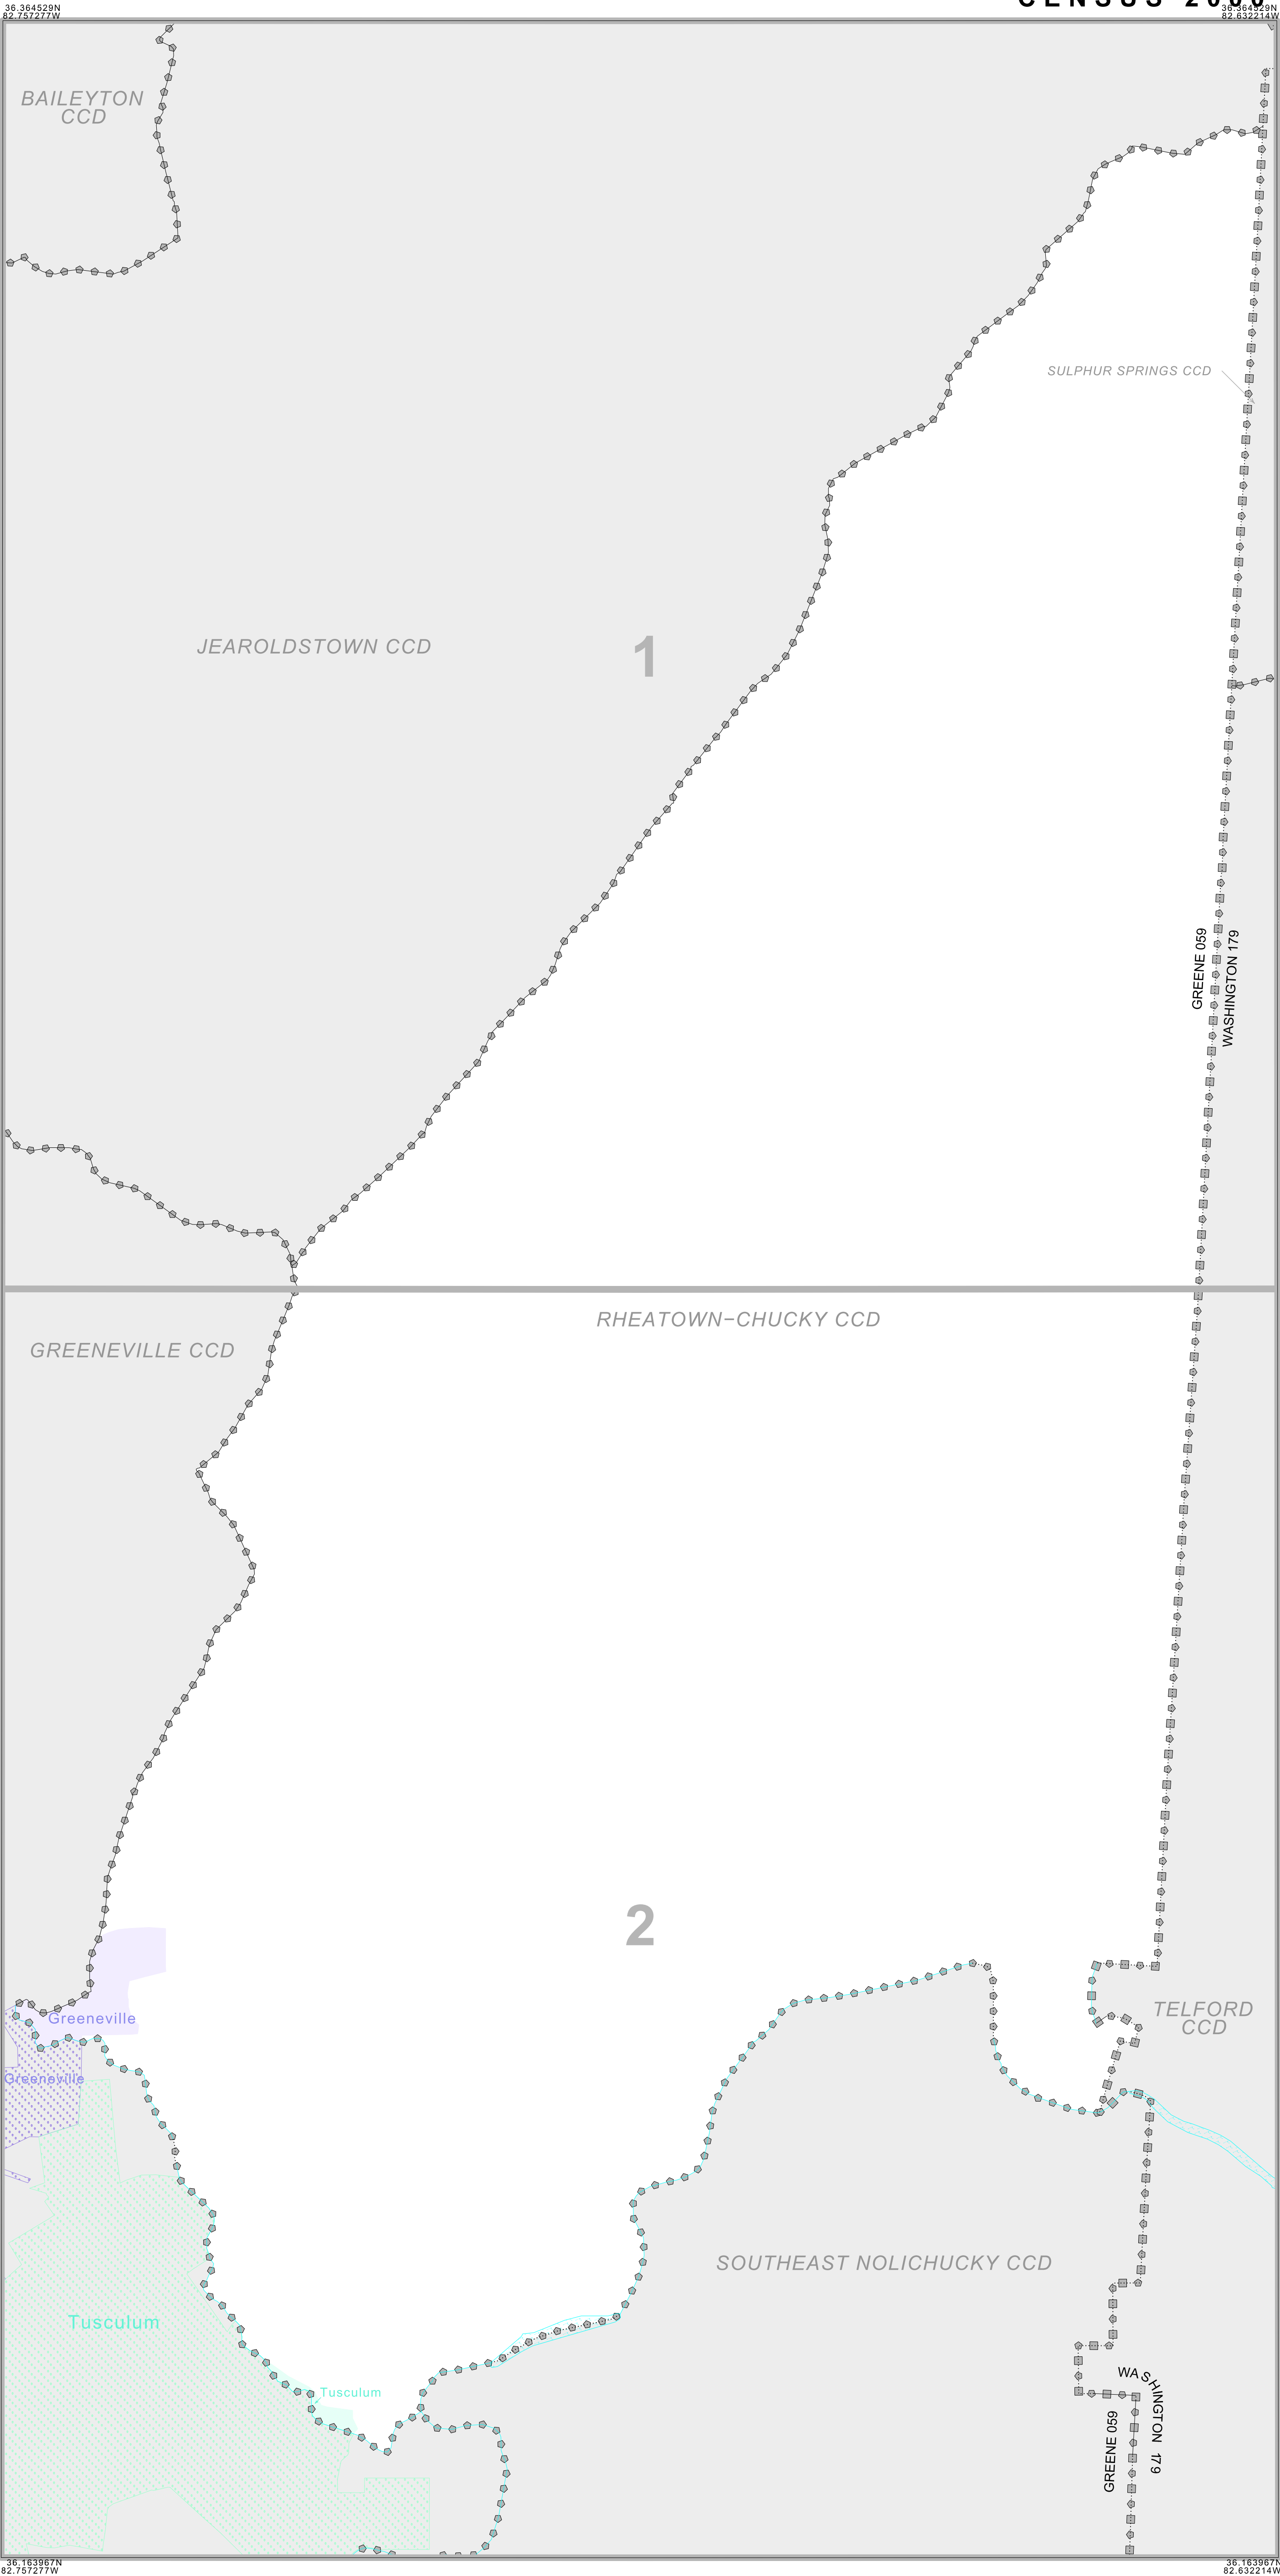 CENSUS 2000
36.364529N
82.757277W
36.364529N
82.632214W
BAILEYTON
CCD
SULPHUR SPRINGS CCD
JEAROLDSTOWN CCD
1
GREENE 059
WASHINGTON 179
RHEATOWN-CHUCKY CCD
GREENEVILLE CCD
2
Greeneville
TELFORD
CCD
Greeneville
SOUTHEAST NOLICHUCKY CCD
Tusculum
Tusculum
WASHINGTON 179
GREENE 059
36.163967N
82.757277W
36.163967N
82.632214W